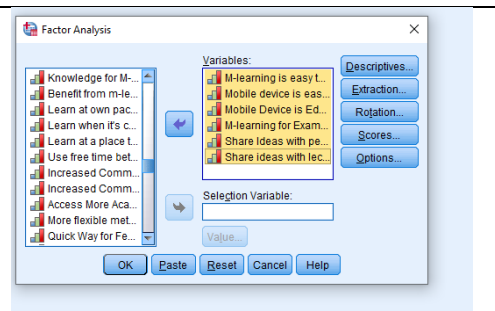 Factor Analysis
Variables:
Knowledge for M-...
Benefit from m-le...
Learn at own pac...
Learn when it's c...
Learn at a place t...
Use free time bet...
Increased Comm...
Increased Comm...
Access More Aca...
More flexible met...
Quick Way for Fe...
M-learning is easy t...
Mobile device is eas...
Mobile Device is Ed...
M-learning for Exam...
Share Ideas with pe...
Share ideas with lec...
Selection Variable:
Value...
Descriptives...
Extraction...
Rotation...
Scores...
Options...
OK Paste Reset Cancel Help